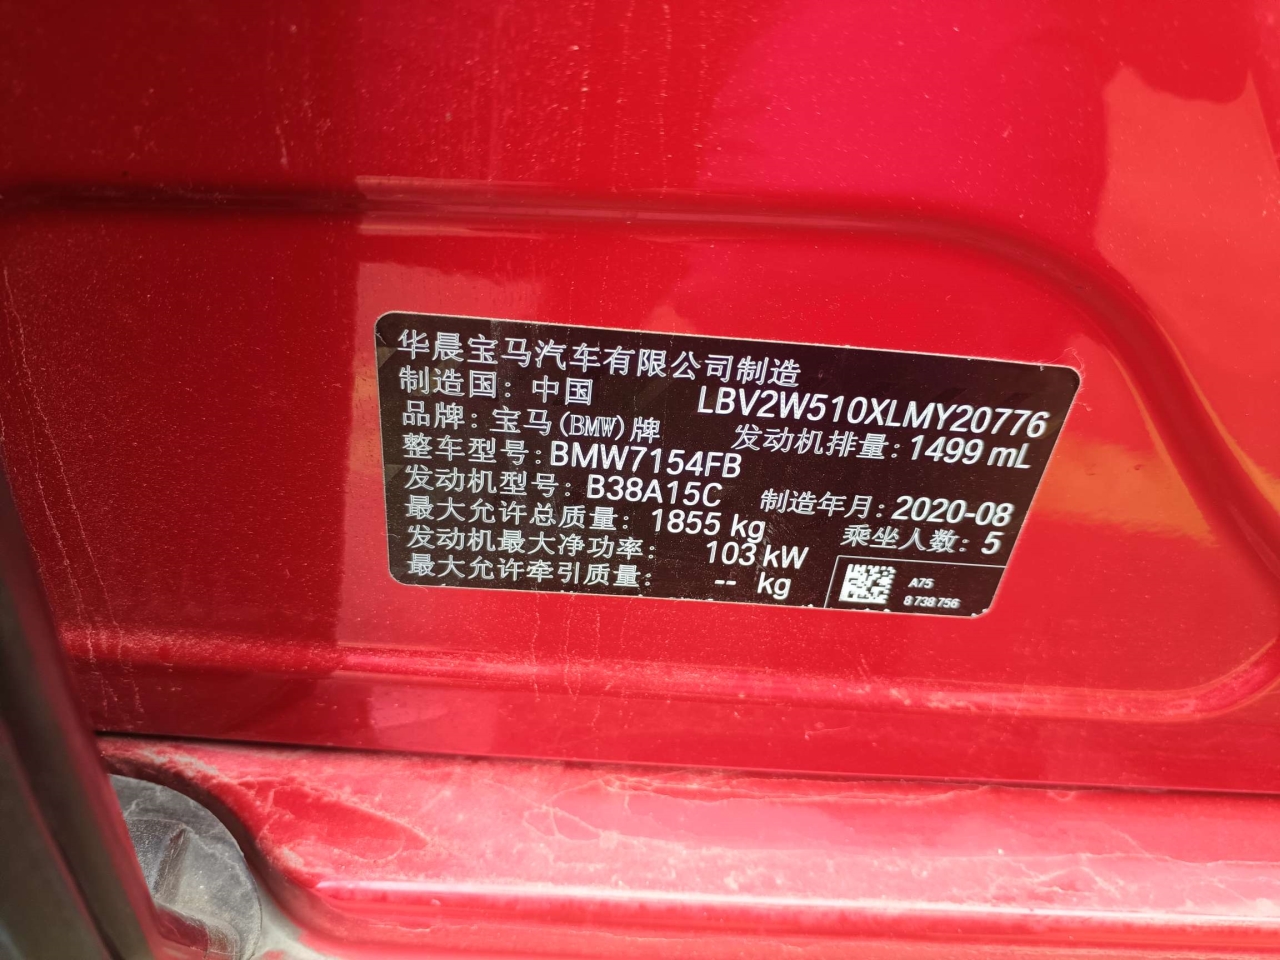 华晨宝马汽车有限公司制造
制造国：中国
LBV2W510XLMY20776
品牌：宝马(BMW)牌
发动机排量：1499 mL
整车型号：BMW7154FB
发动机型号：B38A15C
制造年月：2020-08
最大允许总质量：1855 kg
乘坐人数：5
发动机最大净功率：103 kW
最大允许牵引质量：-- kg
A75
8 738 756